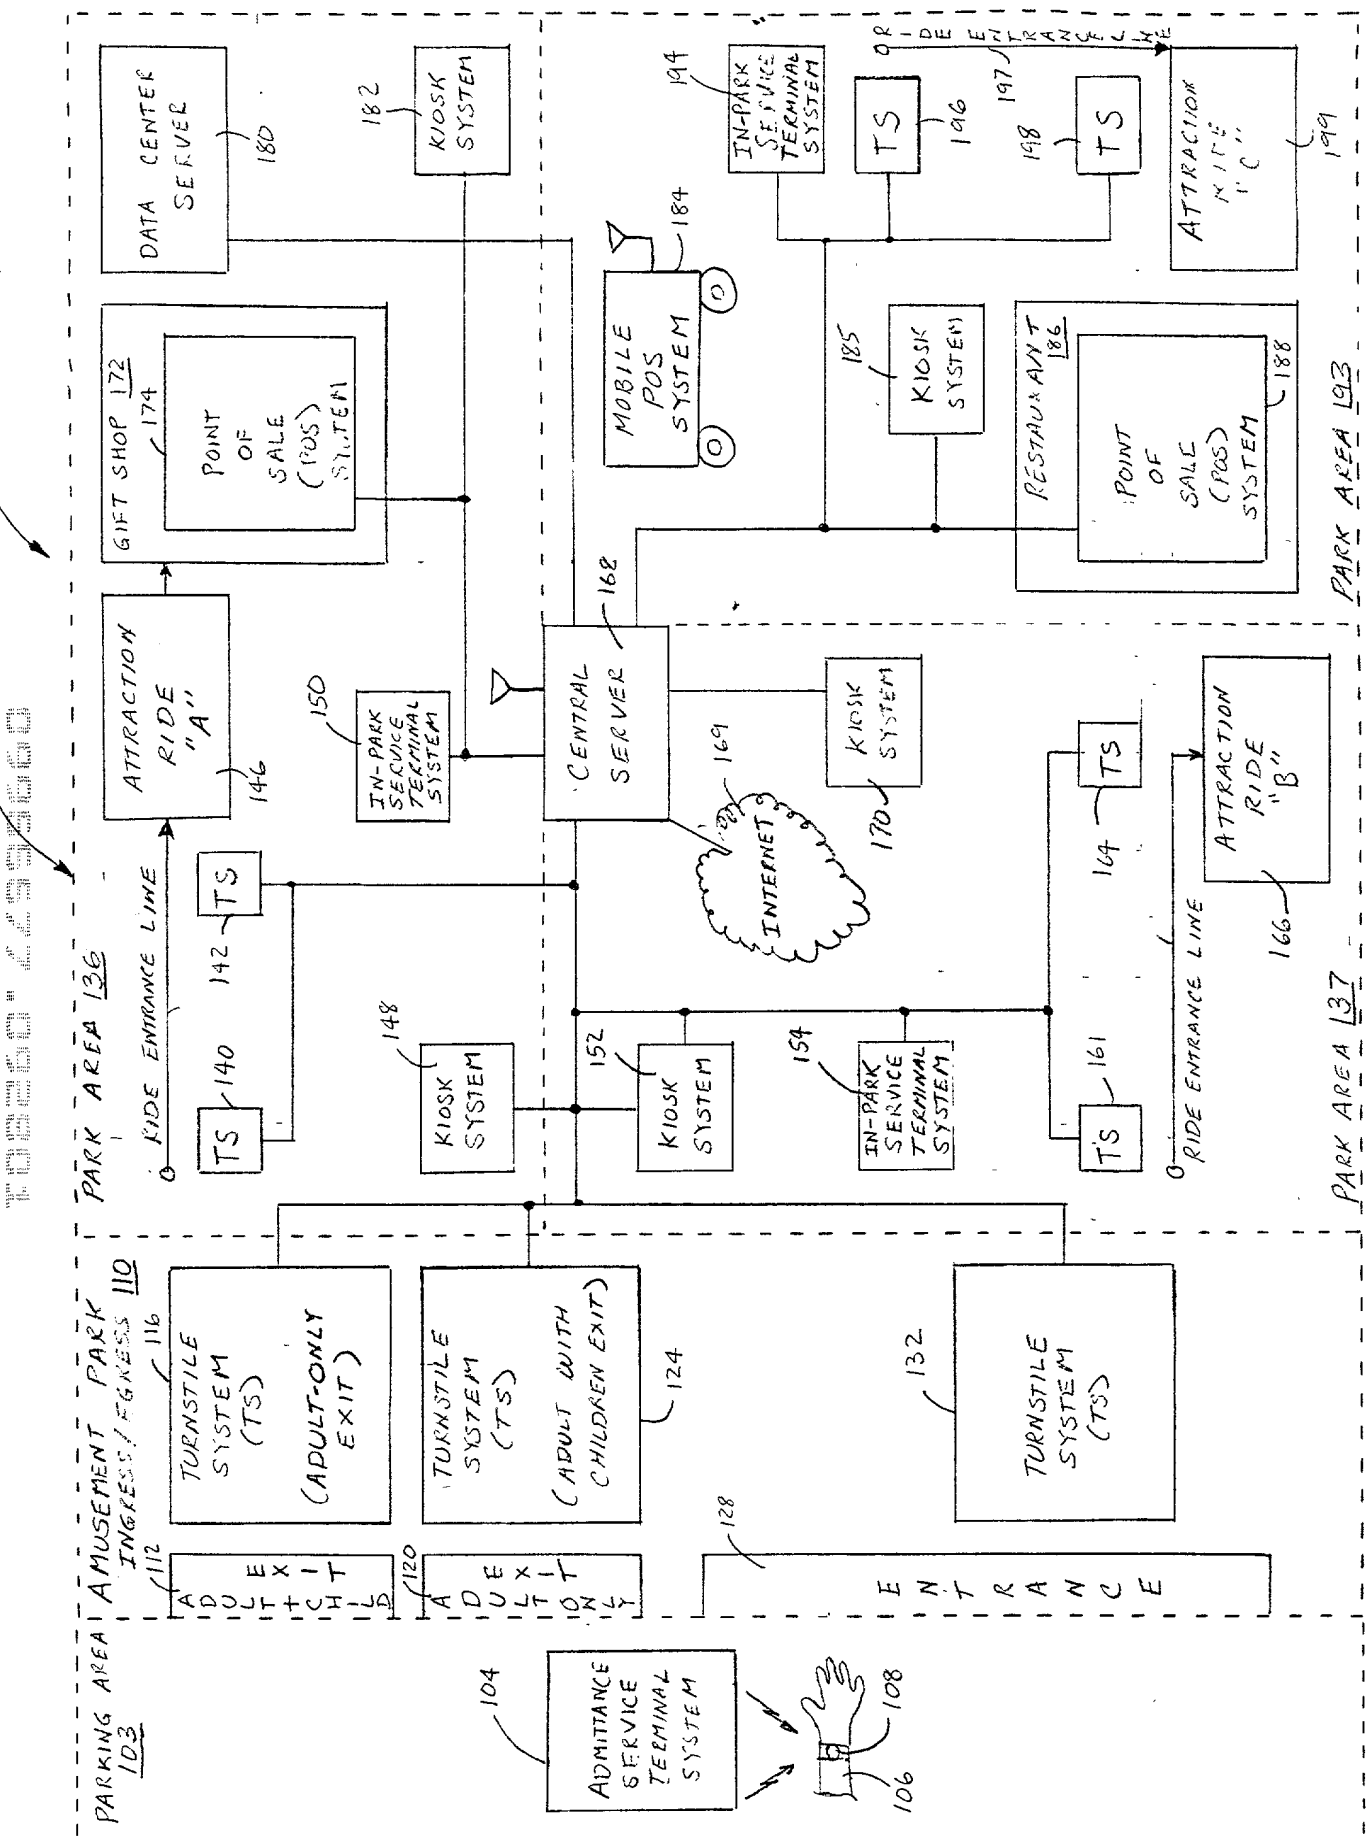 PARKING AREA
103
104
ADMITTANCE
SERVICE
TERMINAL
SYSTEM
106
108
AMUSEMENT PARK
INGRESS/EGRESS 110
112
ADULT + CHILD
EXIT
120
ADULT ONLY
EXIT
128
ENTRANCE
116
TURNSTILE
SYSTEM
(TS)
(ADULT-ONLY
EXIT)
TURNSTILE
SYSTEM
(TS)
(ADULT WITH
CHILDREN EXIT)
124
132
TURNSTILE
SYSTEM
(TS)
PARK AREA 136
RIDE ENTRANCE LINE
TS
140
TS
142
ATTRACTION
RIDE
"A"
146
148
KIOSK
SYSTEM
150
IN-PARK
SERVICE
TERMINAL
SYSTEM
GIFT SHOP 172
174
POINT
OF
SALE
(POS)
SYSTEM
DATA CENTER
SERVER
180
182
KIOSK
SYSTEM
CENTRAL
SERVER
168
INTERNET
169
KIOSK
SYSTEM
170
152
KIOSK
SYSTEM
154
IN-PARK
SERVICE
TERMINAL
SYSTEM
TS
161
TS
164
RIDE ENTRANCE LINE
ATTRACTION
RIDE
"B"
166
PARK AREA 137
MOBILE
POS
SYSTEM
184
185
KIOSK
SYSTEM
RESTAURANT
186
POINT
OF
SALE
(POS)
SYSTEM
188
194
IN-PARK
SERVICE
TERMINAL
SYSTEM
TS
196
RIDE ENTRANCE LINE
197
198
TS
ATTRACTION
RIDE
"C"
199
PARK AREA 193